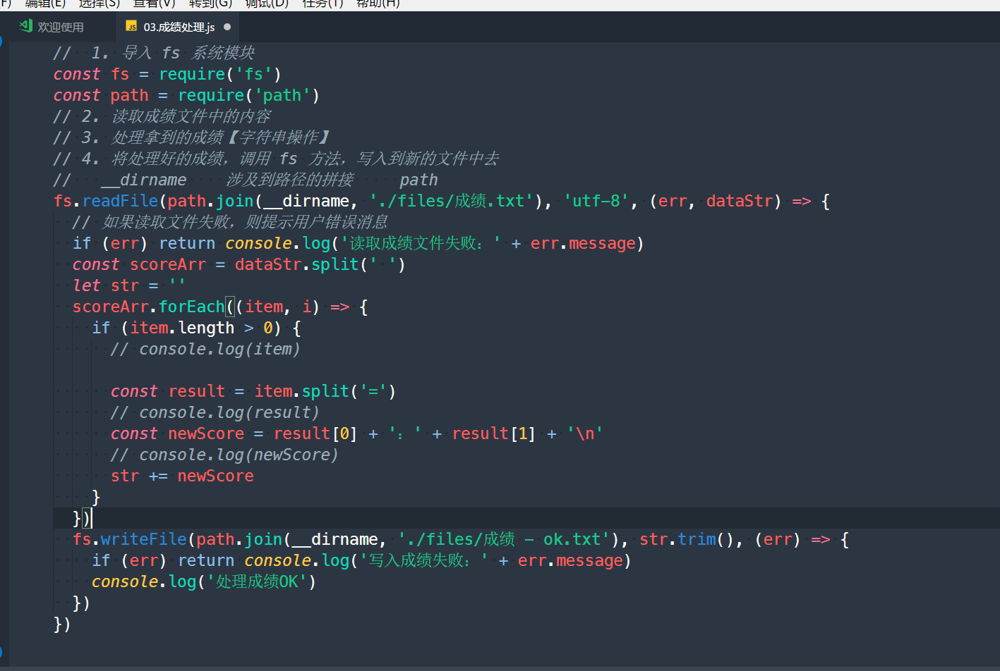 F) 编辑(E) 选择(S) 查看(V) 转到(G) 调试(D) 任务(T) 帮助(H)
欢迎使用 JS 03.成绩处理.js
// 1. 导入 fs 系统模块
const fs = require('fs')
const path = require('path')
// 2. 读取成绩文件中的内容
// 3. 处理拿到的成绩【字符串操作】
// 4. 将处理好的成绩，调用 fs 方法，写入到新的文件中去
//   __dirname    涉及到路径的拼接     path
fs.readFile(path.join(__dirname, './files/成绩.txt'), 'utf-8', (err, dataStr) => {
  // 如果读取文件失败，则提示用户错误消息
  if (err) return console.log('读取成绩文件失败：' + err.message)
  const scoreArr = dataStr.split(' ')
  let str = ''
  scoreArr.forEach((item, i) => {
    if (item.length > 0) {
      // console.log(item)
      const result = item.split('=')
      // console.log(result)
      const newScore = result[0] + '：' + result[1] + '\n'
      // console.log(newScore)
      str += newScore
    }
  })
  fs.writeFile(path.join(__dirname, './files/成绩 - ok.txt'), str.trim(), (err) => {
    if (err) return console.log('写入成绩失败：' + err.message)
    console.log('处理成绩OK')
  })
})